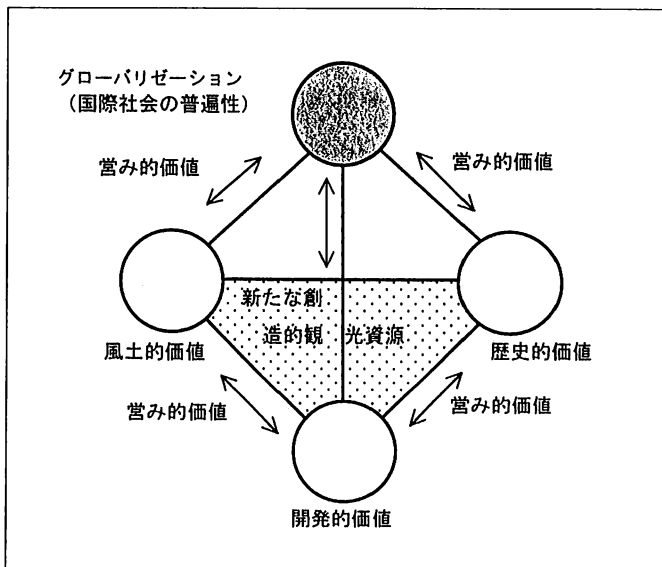 グローバリゼーション
（国際社会の普遍性）
営み的価値
営み的価値
新たな創
造的観 光資源
風土的価値
歴史的価値
営み的価値
営み的価値
開発的価値